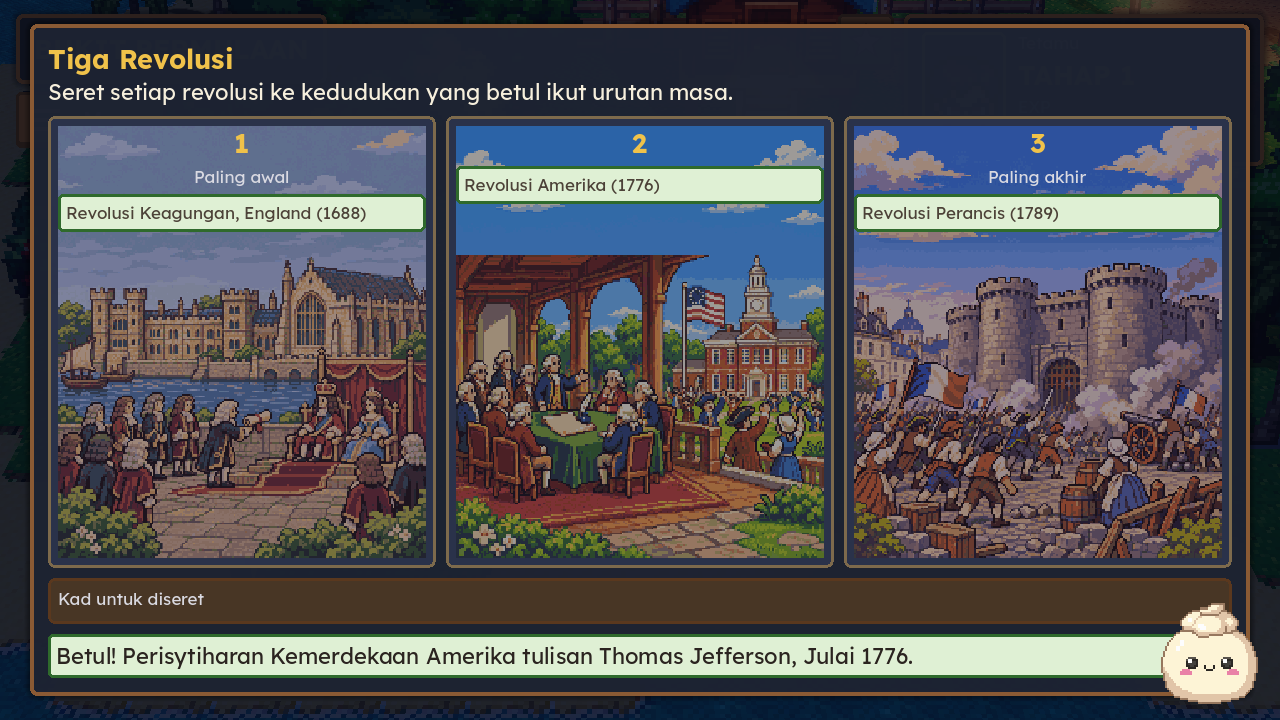 Tiga Revolusi
Seret setiap revolusi ke kedudukan yang betul ikut urutan masa.
1
Paling awal
Revolusi Keagungan, England (1688)
2
Revolusi Amerika (1776)
3
Paling akhir
Revolusi Perancis (1789)
Kad untuk diseret
Betul! Perisytiharan Kemerdekaan Amerika tulisan Thomas Jefferson, Julai 1776.